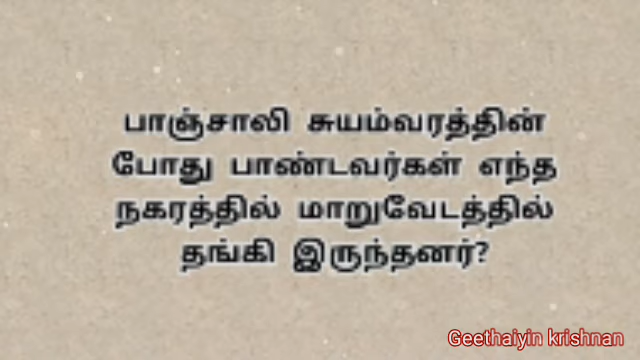 பாஞ்சாலி சுயம்வரத்தின்
போது பாண்டவர்கள் எந்த
நகரத்தில் மாறுவேடத்தில்
தங்கி இருந்தனர்?
Geethaiyin krishnan